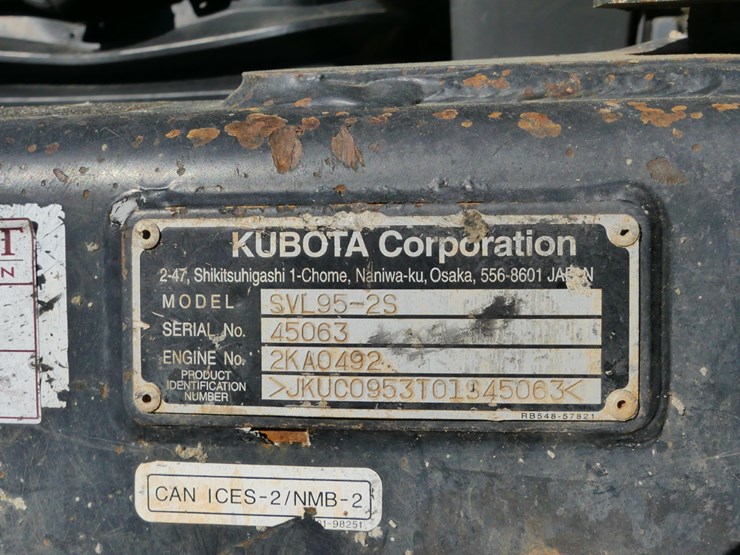 KUBOTA Corporation
2-47, Shikitsuhigashi 1-Chome, Naniwa-ku, Osaka, 556-8601 JAPAN
MODEL SVL95-2S
SERIAL No. 45063
ENGINE No. 2KA0492
PRODUCT IDENTIFICATION NUMBER
RB548-57821
CAN ICES-2/NMB-2